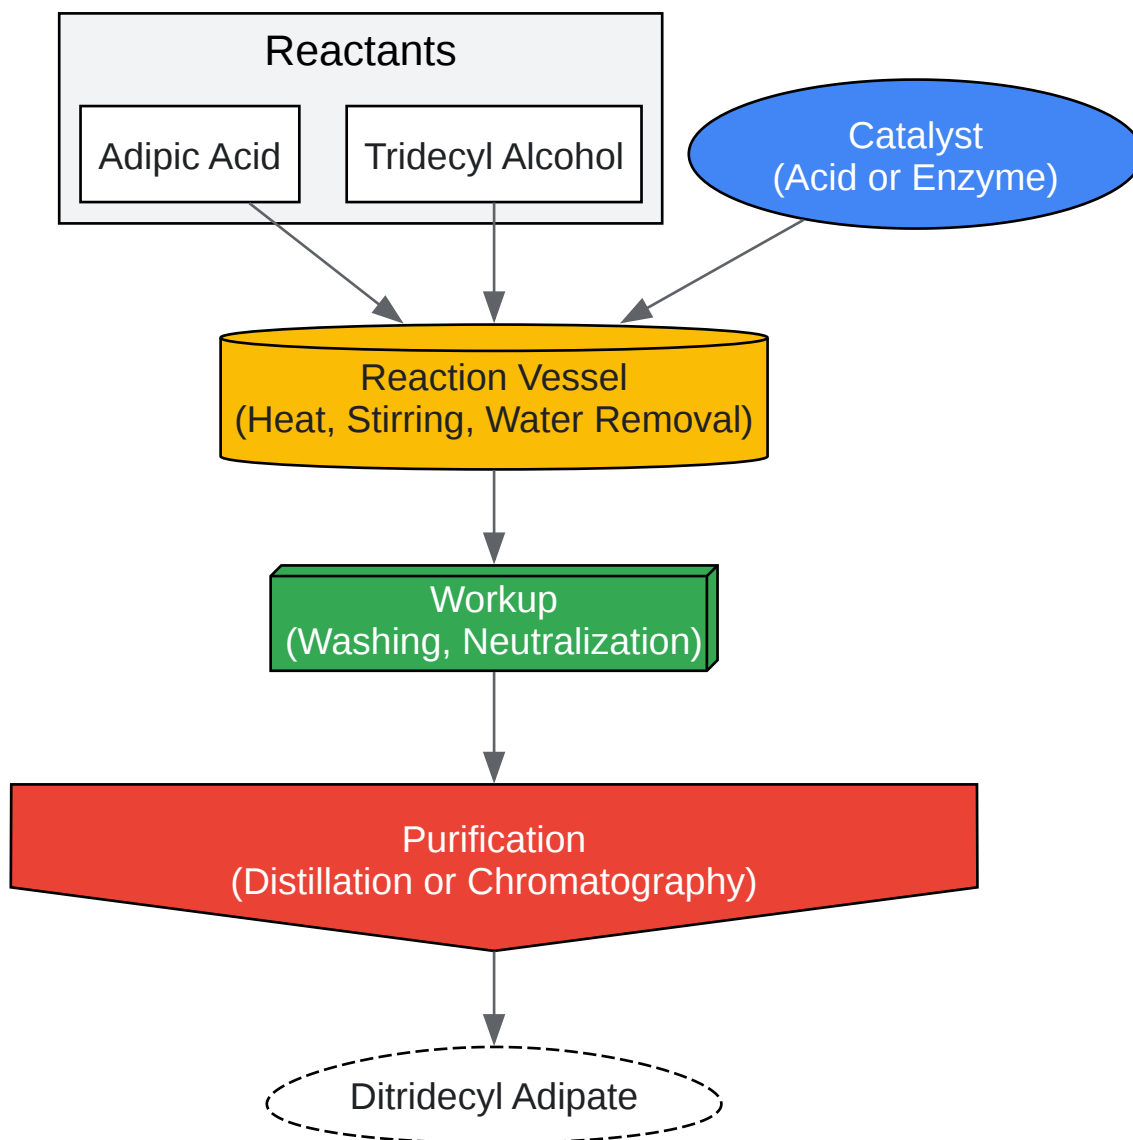 Reactants
Adipic Acid
Tridecyl Alcohol
Catalyst
(Acid or Enzyme)
Reaction Vessel
(Heat, Stirring, Water Removal)
Workup
(Washing, Neutralization)
Purification
(Distillation or Chromatography)
Ditridecyl Adipate